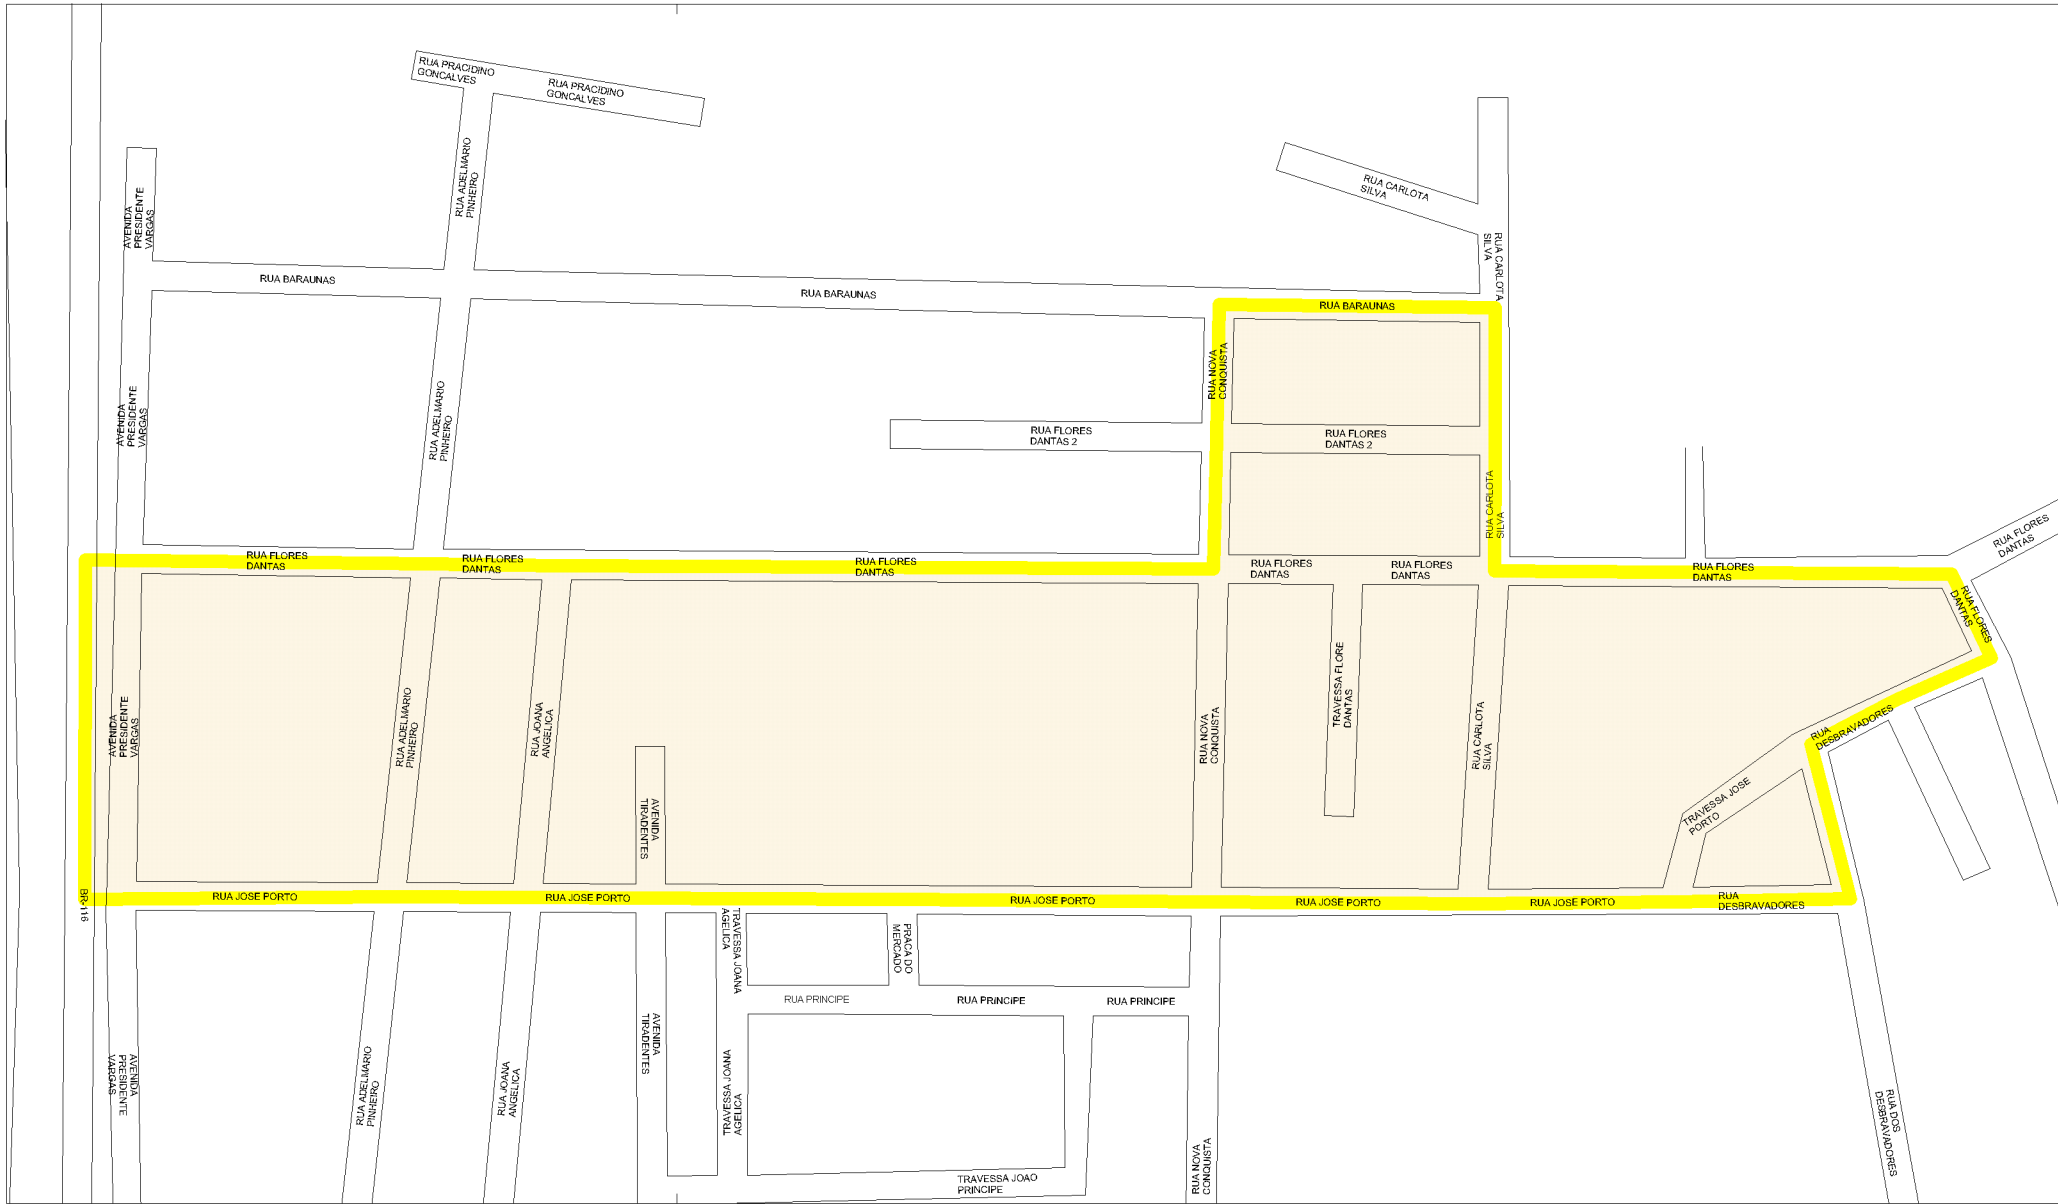 RUA PRACIDINO
GONCALVES
RUA PRACIDINO
GONCALVES
RUA ADELMARIO
PINHEIRO
RUA CARLOTA
SILVA
AVENIDA
PRESIDENTE
VARGAS
RUA CARLOTA
SILVA
RUA BARAUNAS
RUA BARAUNAS
RUA BARAUNAS
RUA NOVA
CONQUISTA
AVENIDA
PRESIDENTE
VARGAS
RUA ADELMARIO
PINHEIRO
RUA FLORES
DANTAS 2
RUA FLORES
DANTAS 2
RUA CARLOTA
SILVA
RUA FLORES
DANTAS
RUA FLORES
DANTAS
RUA FLORES
DANTAS
RUA FLORES
DANTAS
RUA FLORES
DANTAS
RUA FLORES
DANTAS
RUA FLORES
DANTAS
RUA FLORES
DANTAS
AVENIDA
PRESIDENTE
VARGAS
RUA ADELMARIO
PINHEIRO
RUA JOANA
ANGELICA
RUA NOVA
CONQUISTA
TRAVESSA FLORE
DANTAS
RUA CARLOTA
SILVA
RUA
DESBRAVADORES
AVENIDA
TIRADENTES
TRAVESSA JOSE
PORTO
BR-116
RUA JOSE PORTO
RUA JOSE PORTO
RUA JOSE PORTO
RUA JOSE PORTO
RUA JOSE PORTO
RUA
DESBRAVADORES
TRAVESSA JOANA
AGELICA
PRACA DO
MERCADO
RUA PRINCIPE
RUA PRINCIPE
RUA PRINCIPE
AVENIDA
PRESIDENTE
VARGAS
RUA ADELMARIO
PINHEIRO
RUA JOANA
ANGELICA
AVENIDA
TIRADENTES
TRAVESSA JOANA
AGELICA
TRAVESSA JOAO
PRINCIPE
RUA NOVA
CONQUISTA
RUA DOS
DESBRAVADORES